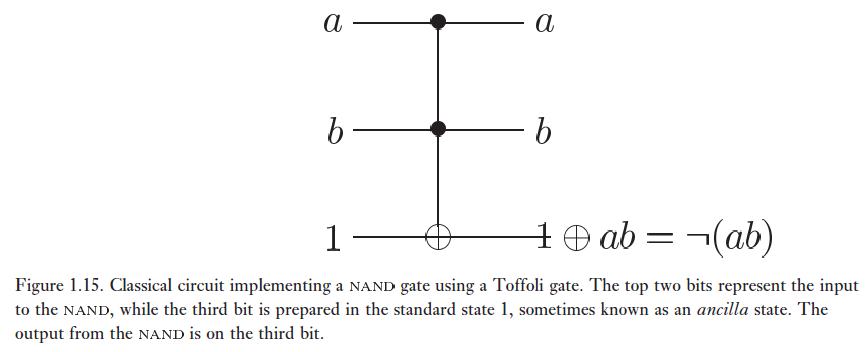 a a
b b
1 1 ⊕ ab = ¬(ab)
Figure 1.15. Classical circuit implementing a NAND gate using a Toffoli gate. The top two bits represent the input
to the NAND, while the third bit is prepared in the standard state 1, sometimes known as an ancilla state. The
output from the NAND is on the third bit.